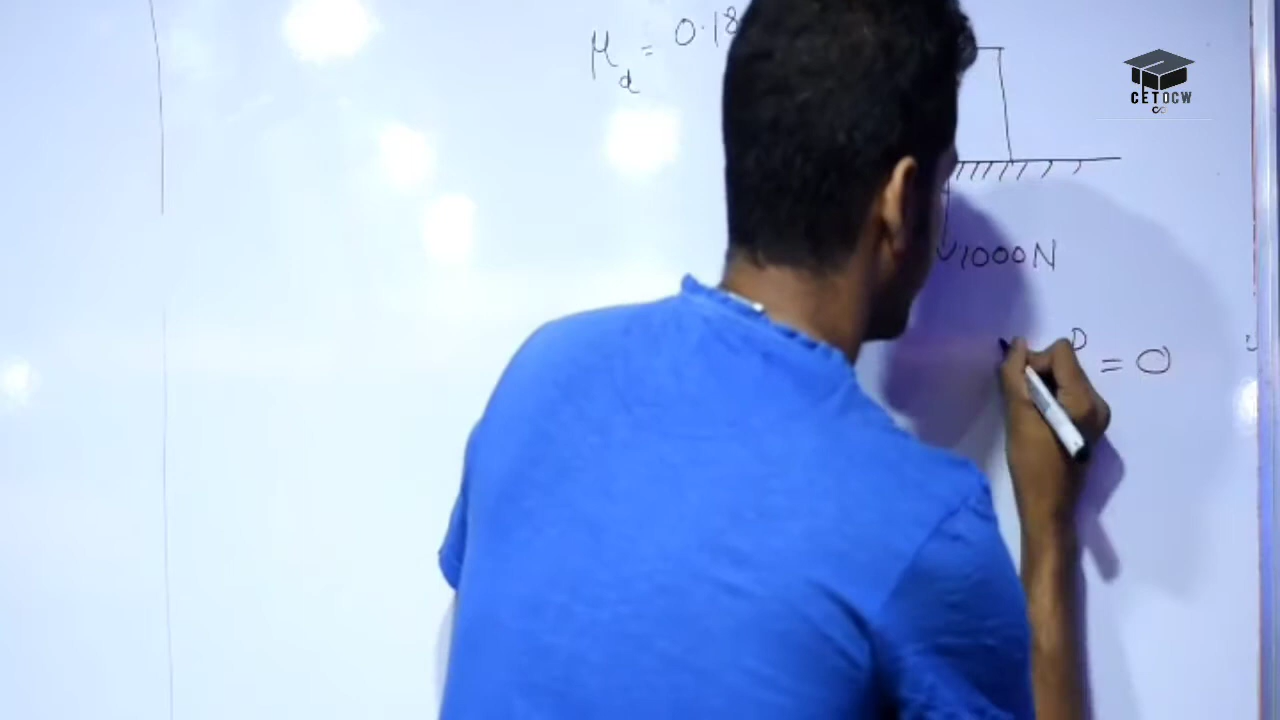 μd = 0.18
CETOCW
1000N
P = 0